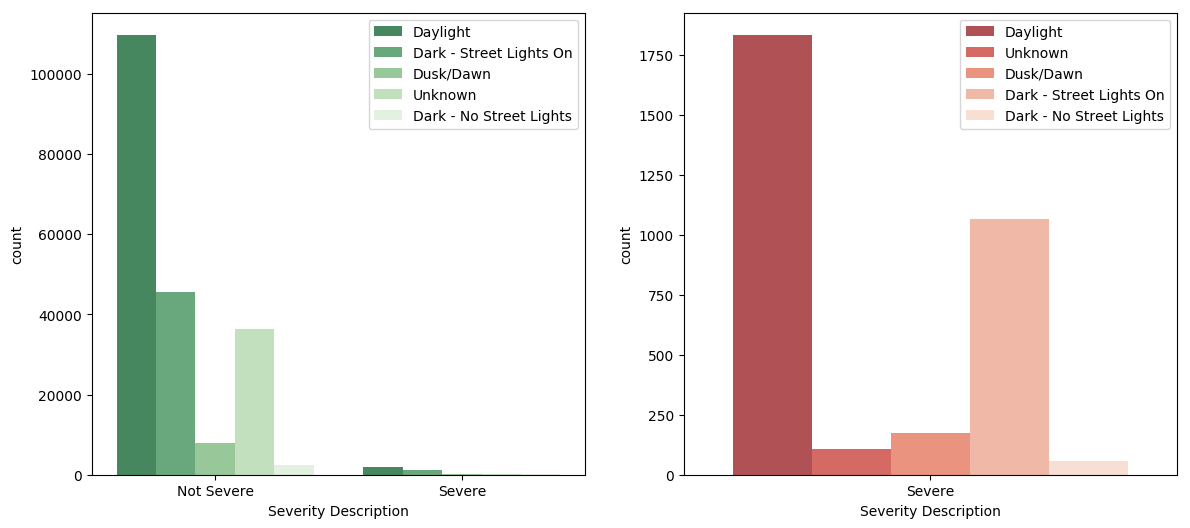 Daylight
Dark - Street Lights On
Dusk/Dawn
Unknown
Dark - No Street Lights
100000
80000
60000
40000
20000
0
count
Not Severe
Severe
Severity Description
Daylight
Unknown
Dusk/Dawn
Dark - Street Lights On
Dark - No Street Lights
1750
1500
1250
1000
750
500
250
0
count
Severe
Severity Description